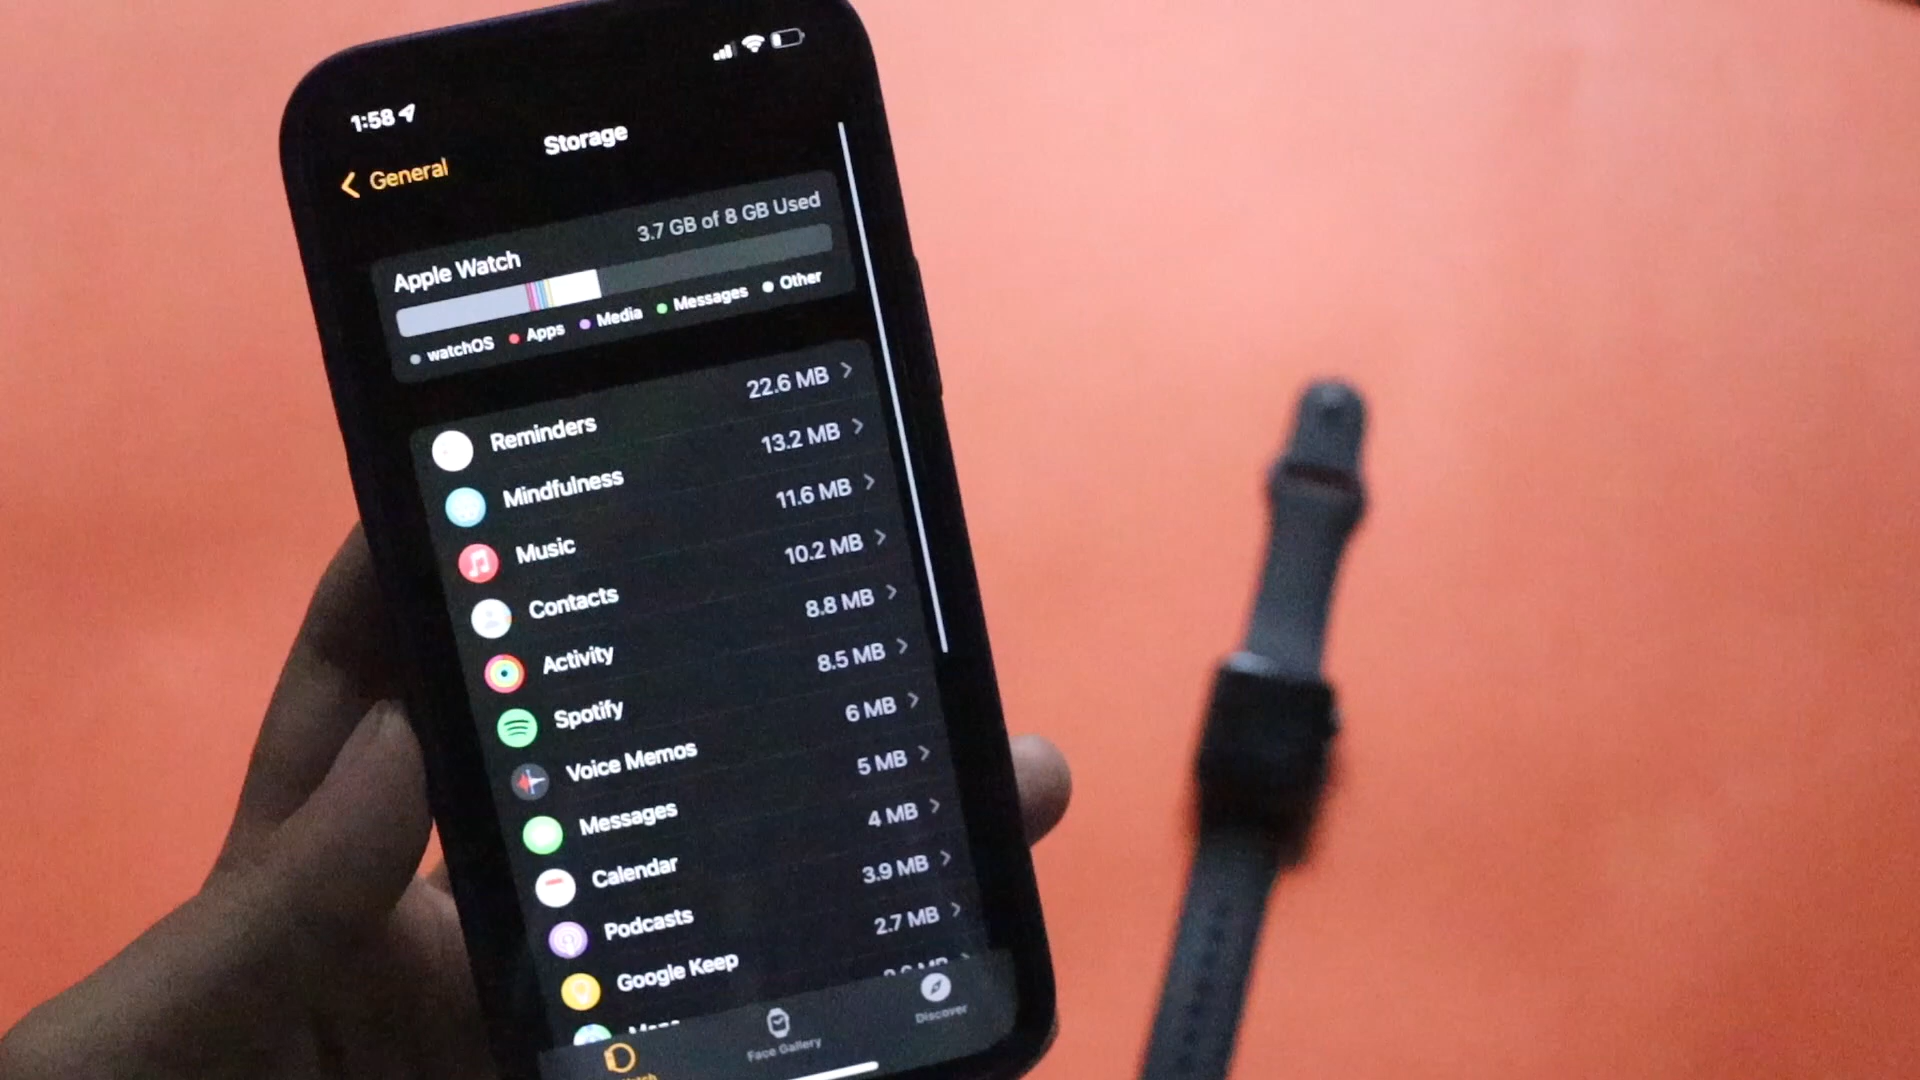 1:58
General
Storage
Apple Watch
3.7 GB of 8 GB Used
watchOS Apps Media Messages Other
Reminders 22.6 MB
Mindfulness 13.2 MB
Music 11.6 MB
Contacts 10.2 MB
Activity 8.8 MB
Spotify 8.5 MB
Voice Memos 6 MB
Messages 5 MB
Calendar 4 MB
Podcasts 3.9 MB
Google Keep 2.7 MB
Face Gallery
Discover